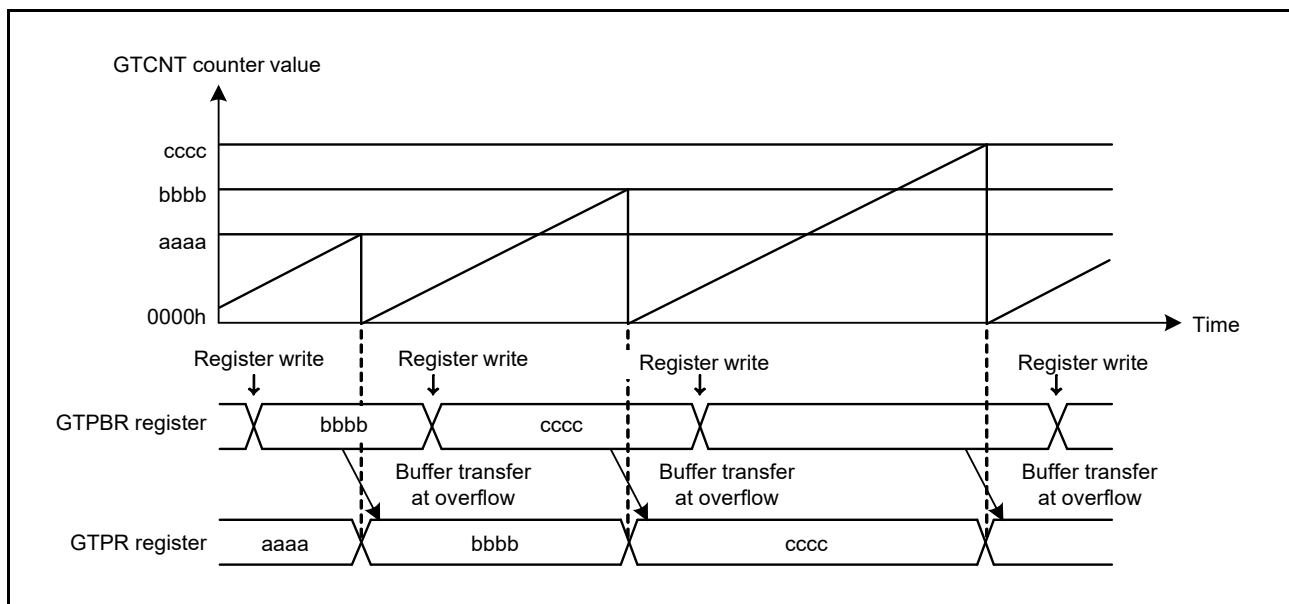 GTCNT counter value
cccc
bbbb
aaaa
0000h
Time
Register write
Register write
Register write
Register write
GTPBR register
bbbb
cccc
Buffer transfer
at overflow
Buffer transfer
at overflow
Buffer transfer
at overflow
GTPR register
aaaa
bbbb
cccc